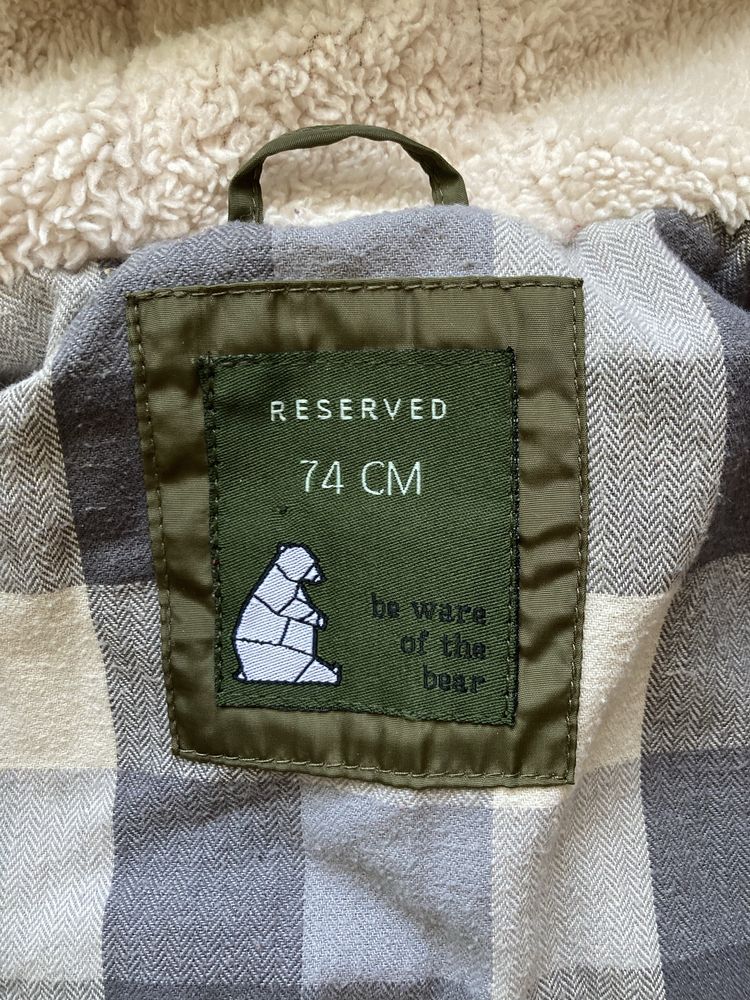 RESERVED
74 CM
be ware
of the
bear